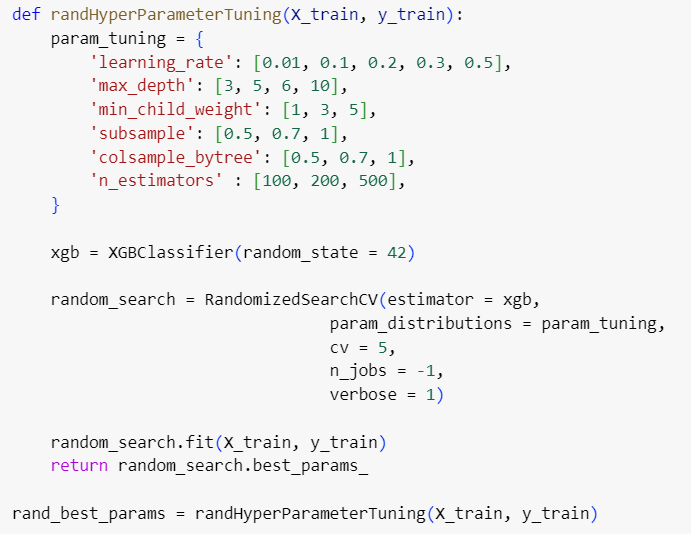 def randHyperParameterTuning(X_train, y_train):
    param_tuning = {
        'learning_rate': [0.01, 0.1, 0.2, 0.3, 0.5],
        'max_depth': [3, 5, 6, 10],
        'min_child_weight': [1, 3, 5],
        'subsample': [0.5, 0.7, 1],
        'colsample_bytree': [0.5, 0.7, 1],
        'n_estimators' : [100, 200, 500],
    }

    xgb = XGBClassifier(random_state = 42)

    random_search = RandomizedSearchCV(estimator = xgb,
                             param_distributions = param_tuning,
                             cv = 5,
                             n_jobs = -1,
                             verbose = 1)

    random_search.fit(X_train, y_train)
    return random_search.best_params_

rand_best_params = randHyperParameterTuning(X_train, y_train)